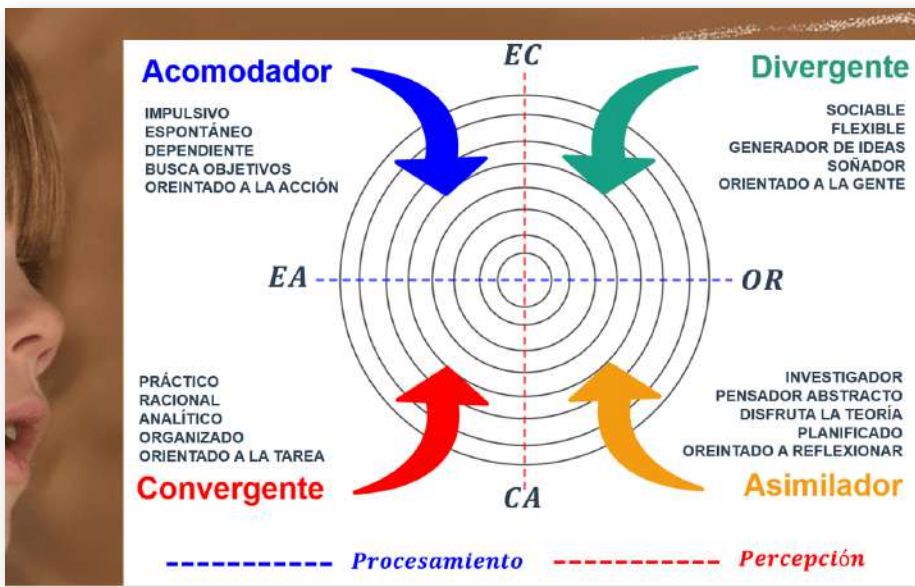 EC
Acomodador
IMPULSIVO
ESPONTÁNEO
DEPENDIENTE
BUSCA OBJETIVOS
OREINTADO A LA ACCIÓN
Divergente
SOCIABLE
FLEXIBLE
GENERADOR DE IDEAS
SOÑADOR
ORIENTADO A LA GENTE
EA
OR
PRÁCTICO
RACIONAL
ANALÍTICO
ORGANIZADO
ORIENTADO A LA TAREA
Convergente
INVESTIGADOR
PENSADOR ABSTRACTO
DISFRUTA LA TEORÍA
PLANIFICADO
OREINTADO A REFLEXIONAR
Asimilador
CA
Procesamiento
Percepción